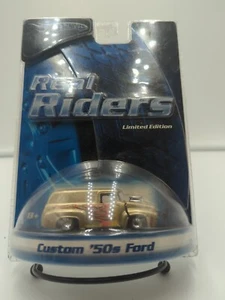 Real
Riders
Limited Edition
Custom '50s Ford